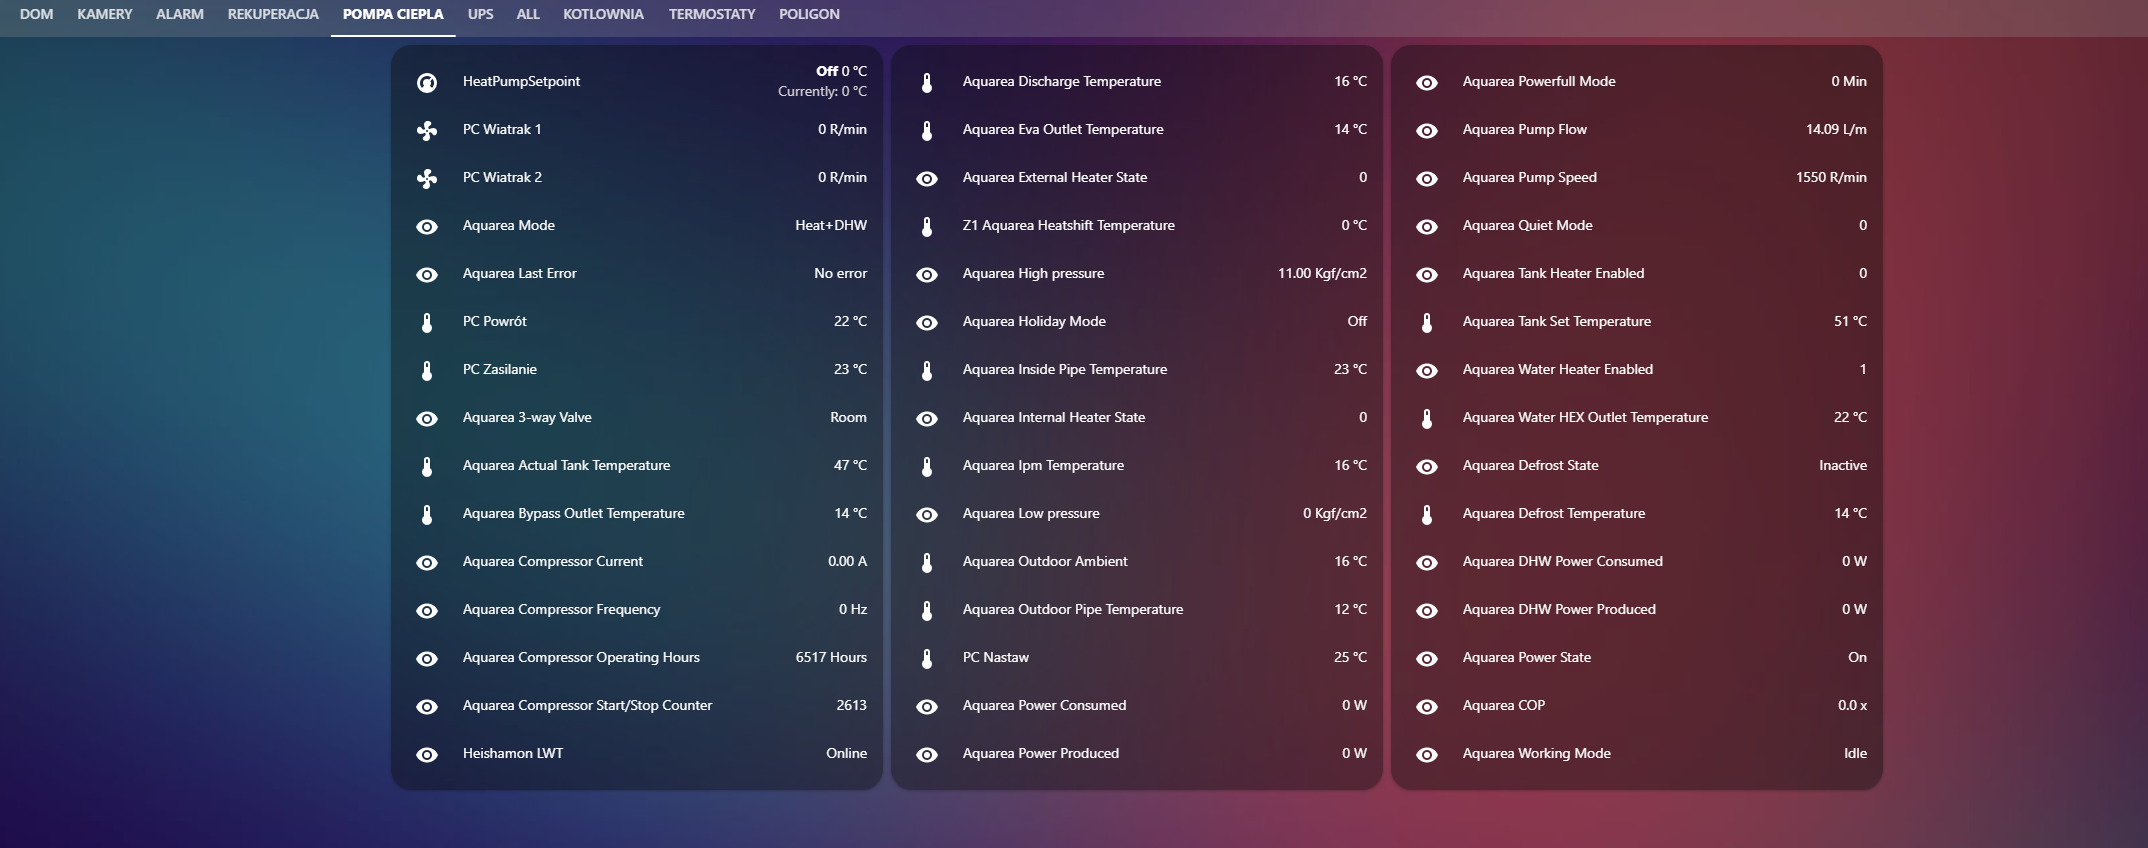 DOM KAMERY ALARM REKUPERACJA POMPA CIEPLA UPS ALL KOTLOWNIA TERMOSTATY POLIGON
HeatPumpSetpoint Off 0 °C
Currently: 0 °C
PC Wiatrak 1 0 R/min
PC Wiatrak 2 0 R/min
Aquarea Mode Heat+DHW
Aquarea Last Error No error
PC Powrót 22 °C
PC Zasilanie 23 °C
Aquarea 3-way Valve Room
Aquarea Actual Tank Temperature 47 °C
Aquarea Bypass Outlet Temperature 14 °C
Aquarea Compressor Current 0.00 A
Aquarea Compressor Frequency 0 Hz
Aquarea Compressor Operating Hours 6517 Hours
Aquarea Compressor Start/Stop Counter 2613
Heishamon LWT Online
Aquarea Discharge Temperature 16 °C
Aquarea Eva Outlet Temperature 14 °C
Aquarea External Heater State 0
Z1 Aquarea Heatshift Temperature 0 °C
Aquarea High pressure 11.00 Kgf/cm2
Aquarea Holiday Mode Off
Aquarea Inside Pipe Temperature 23 °C
Aquarea Internal Heater State 0
Aquarea Ipm Temperature 16 °C
Aquarea Low pressure 0 Kgf/cm2
Aquarea Outdoor Ambient 16 °C
Aquarea Outdoor Pipe Temperature 12 °C
PC Nastaw 25 °C
Aquarea Power Consumed 0 W
Aquarea Power Produced 0 W
Aquarea Powerfull Mode 0 Min
Aquarea Pump Flow 14.09 L/m
Aquarea Pump Speed 1550 R/min
Aquarea Quiet Mode 0
Aquarea Tank Heater Enabled 0
Aquarea Tank Set Temperature 51 °C
Aquarea Water Heater Enabled 1
Aquarea Water HEX Outlet Temperature 22 °C
Aquarea Defrost State Inactive
Aquarea Defrost Temperature 14 °C
Aquarea DHW Power Consumed 0 W
Aquarea DHW Power Produced 0 W
Aquarea Power State On
Aquarea COP 0.0 x
Aquarea Working Mode Idle